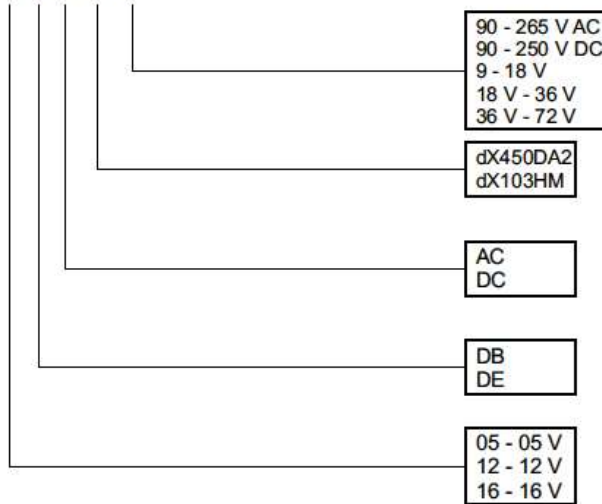 90 - 265 V AC
90 - 250 V DC
9 - 18 V
18 V - 36 V
36 V - 72 V
dX450DA2
dX103HM
AC
DC
DB
DE
05 - 05 V
12 - 12 V
16 - 16 V